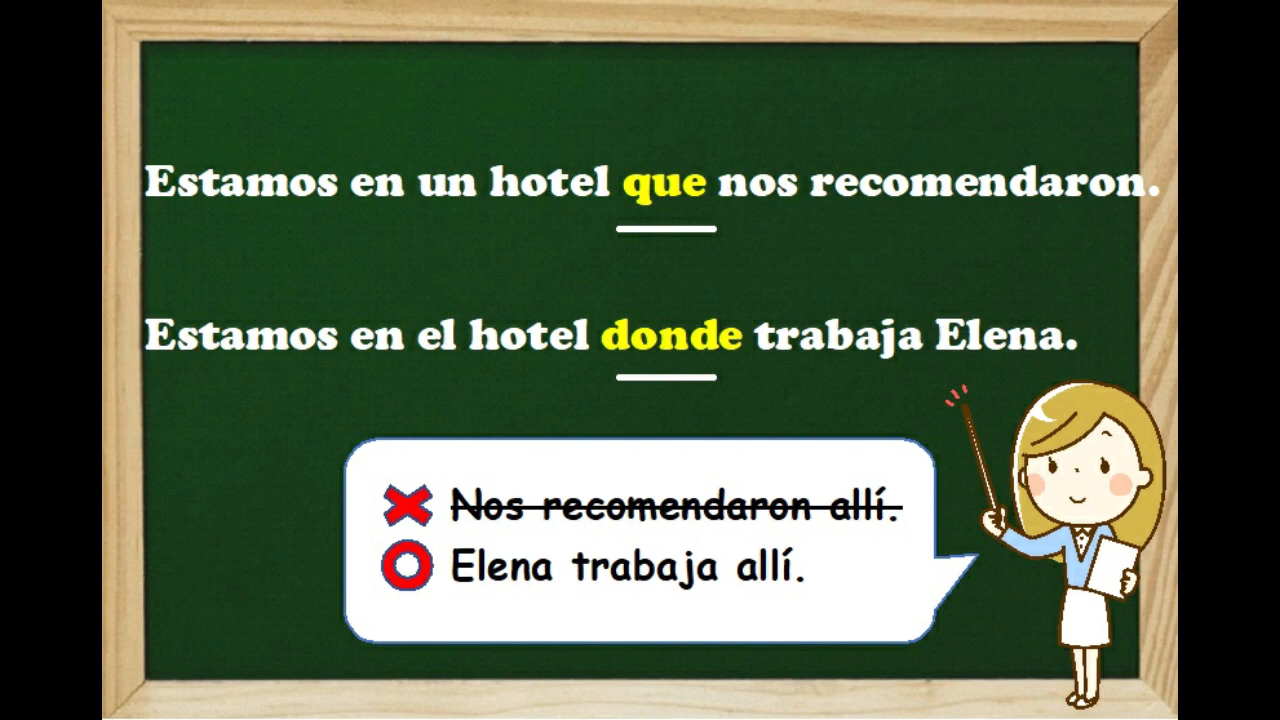 Estamos en un hotel que nos recomendaron.
Estamos en el hotel donde trabaja Elena.
Nos recomendaron allí.
Elena trabaja allí.